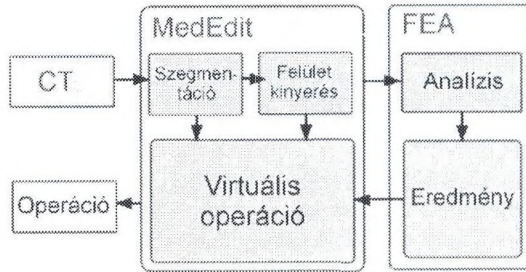 MedEdit
FEA
CT
Szegmen-
táció
Felület
kinyerés
Analízis
Operáció
Virtuális
operáció
Eredmény